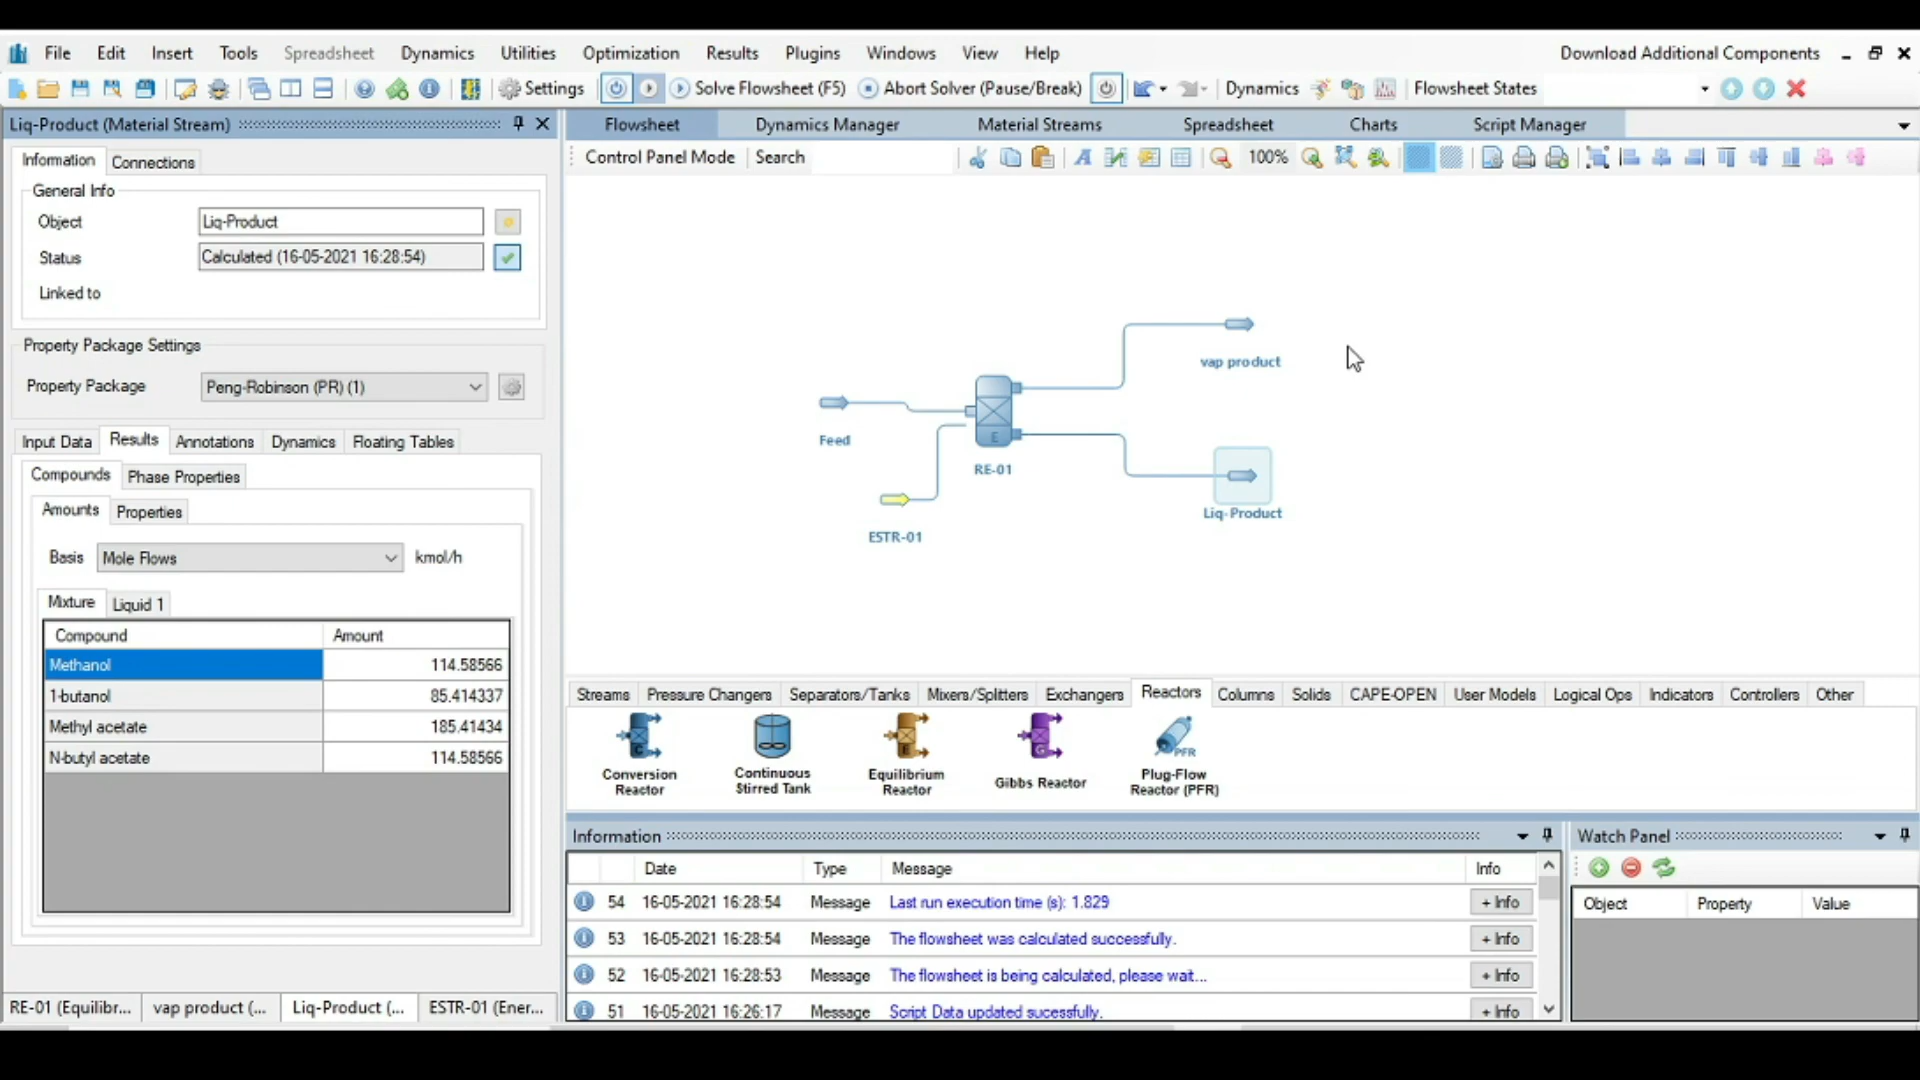 File Edit Insert Tools Spreadsheet Dynamics Utilities Optimization Results Plugins Windows View Help Download Additional Components
Settings Solve Flowsheet (F5) Abort Solver (Pause/Break) Dynamics Flowsheet States
Liq-Product (Material Stream)
Information Connections
General Info
Object Liq-Product
Status Calculated (16-05-2021 16:28:54)
Linked to
Property Package Settings
Property Package Peng-Robinson (PR) (1)
Input Data Results Annotations Dynamics Floating Tables
Compounds Phase Properties
Amounts Properties
Basis Mole Flows kmol/h
Mixture Liquid 1
Compound Amount
Methanol 114.58566
1-butanol 85.414337
Methyl acetate 185.41434
N-butyl acetate 114.58566
RE-01 (Equilibr... vap product (... Liq-Product (... ESTR-01 (Ener...
Flowsheet Dynamics Manager Material Streams Spreadsheet Charts Script Manager
Control Panel Mode Search 100%
vap product
Feed
E
RE-01
Liq-Product
ESTR-01
Streams Pressure Changers Separators/Tanks Mixers/Splitters Exchangers Reactors Columns Solids CAPE-OPEN User Models Logical Ops Indicators Controllers Other
C E G PFR
Conversion Reactor
Continuous Stirred Tank
Equilibrium Reactor
Gibbs Reactor
Plug-Flow Reactor (PFR)
Information
Date Type Message Info
54 16-05-2021 16:28:54 Message Last run execution time (s): 1.829 + Info
53 16-05-2021 16:28:54 Message The flowsheet was calculated successfully. + Info
52 16-05-2021 16:28:53 Message The flowsheet is being calculated, please wait... + Info
51 16-05-2021 16:26:17 Message Script Data updated sucessfully. + Info
Watch Panel
Object Property Value